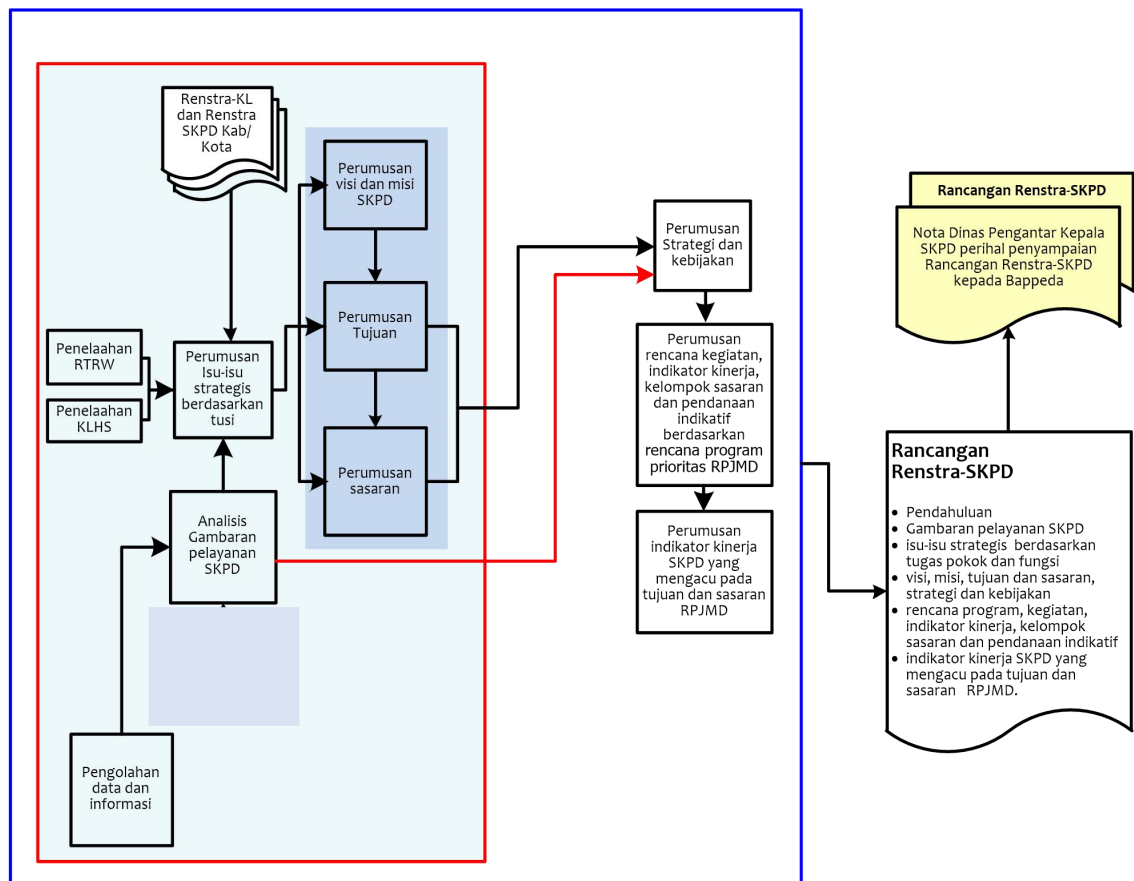 Renstra-KL
dan Renstra
SKPD Kab/
Kota
Perumusan
visi dan misi
SKPD
Perumusan
Tujuan
Perumusan
sasaran
Penelaahan
RTRW
Penelaahan
KLHS
Perumusan
Isu-isu
strategis
berdasarkan
tusi
Analisis
Gambaran
pelayanan
SKPD
Pengolahan
data dan
informasi
Perumusan
Strategi dan
kebijakan
Perumusan
rencana kegiatan,
indikator kinerja,
kelompok sasaran
dan pendanaan
indikatif
berdasarkan
rencana program
prioritas RPJMD
Perumusan
indikator kinerja
SKPD yang
mengacu pada
tujuan dan sasaran
RPJMD
Rancangan Renstra-SKPD
Nota Dinas Pengantar Kepala
SKPD perihal penyampaian
Rancangan Renstra-SKPD
kepada Bappeda
Rancangan
Renstra-SKPD
• Pendahuluan
• Gambaran pelayanan SKPD
• isu-isu strategis berdasarkan
tugas pokok dan fungsi
• visi, misi, tujuan dan sasaran,
strategi dan kebijakan
• rencana program, kegiatan,
indikator kinerja, kelompok
sasaran dan pendanaan indikatif
• indikator kinerja SKPD yang
mengacu pada tujuan dan
sasaran RPJMD.